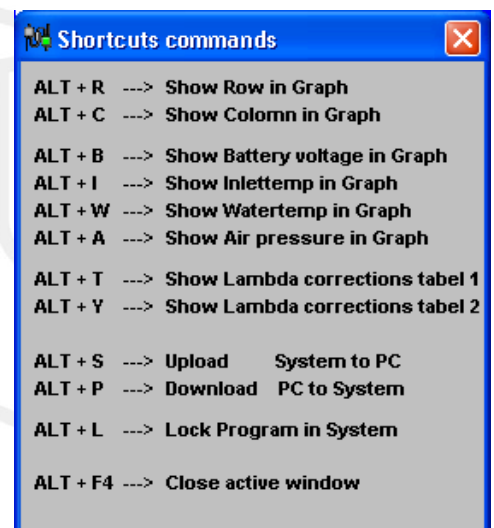 Shortcuts commands
ALT + R ---> Show Row in Graph
ALT + C ---> Show Colomn in Graph
ALT + B ---> Show Battery voltage in Graph
ALT + I ---> Show Inlettemp in Graph
ALT + W ---> Show Watertemp in Graph
ALT + A ---> Show Air pressure in Graph
ALT + T ---> Show Lambda corrections tabel 1
ALT + Y ---> Show Lambda corrections tabel 2
ALT + S ---> Upload System to PC
ALT + P ---> Download PC to System
ALT + L ---> Lock Program in System
ALT + F4 ---> Close active window